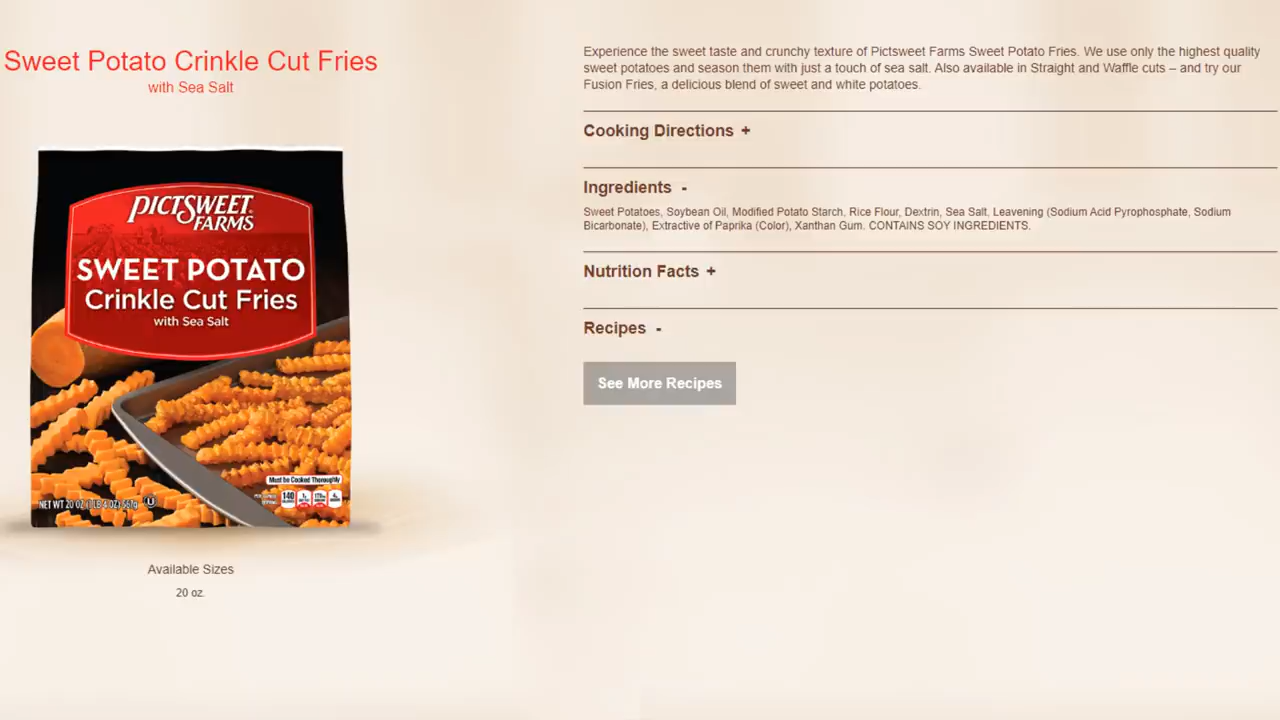 Sweet Potato Crinkle Cut Fries
with Sea Salt
PICTSWEET
FARMS
SWEET POTATO
Crinkle Cut Fries
with Sea Salt
Must be Cooked Thoroughly
NET WT 20 OZ (1 LB 4 OZ) 567g
140
Available Sizes
20 oz.
Experience the sweet taste and crunchy texture of Pictsweet Farms Sweet Potato Fries. We use only the highest quality
sweet potatoes and season them with just a touch of sea salt. Also available in Straight and Waffle cuts – and try our
Fusion Fries, a delicious blend of sweet and white potatoes.
Cooking Directions +
Ingredients -
Sweet Potatoes, Soybean Oil, Modified Potato Starch, Rice Flour, Dextrin, Sea Salt, Leavening (Sodium Acid Pyrophosphate, Sodium
Bicarbonate), Extractive of Paprika (Color), Xanthan Gum. CONTAINS SOY INGREDIENTS.
Nutrition Facts +
Recipes -
See More Recipes